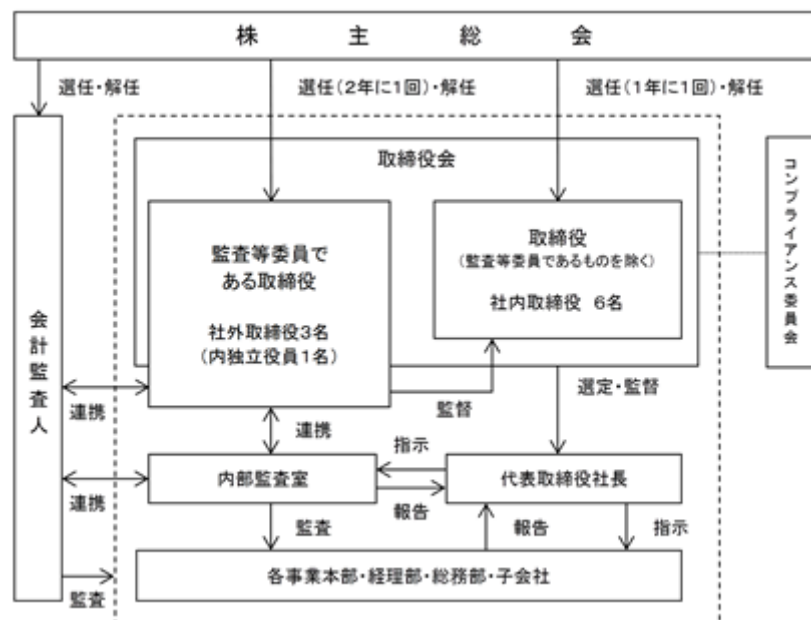 株主総会
選任・解任
選任(2年に1回)・解任
選任(1年に1回)・解任
取締役会
監査等委員で
ある取締役
社外取締役3名
(内独立役員1名)
取締役
(監査等委員であるものを除く)
社内取締役 6名
コンプライアンス委員会
会計監査人
連携
監督
選定・監督
連携
指示
内部監査室
代表取締役社長
連携
報告
監査
報告
指示
各事業本部・経理部・総務部・子会社
監査